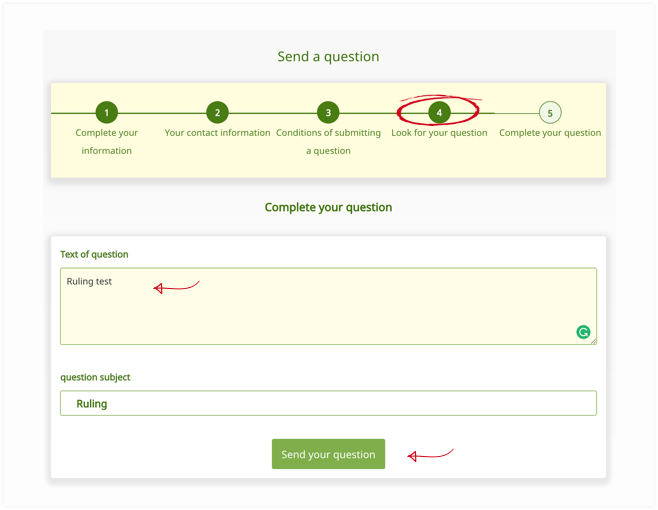 Send a question
1
2
3
4
5
Complete your
information
Your contact information
Conditions of submitting
a question
Look for your question
Complete your question
Complete your question
Text of question
Ruling test
question subject
Ruling
Send your question